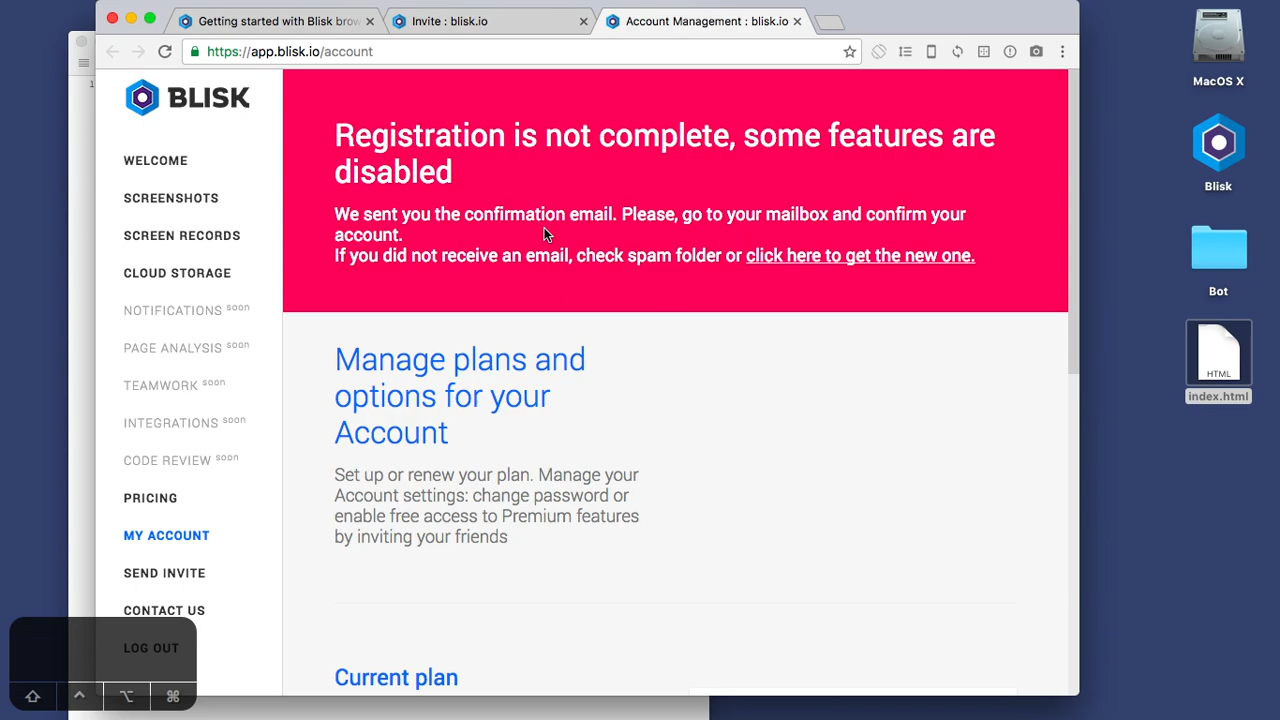 Getting started with Blisk brow
Invite : blisk.io
Account Management : blisk.io
https://app.blisk.io/account
BLISK
WELCOME
SCREENSHOTS
SCREEN RECORDS
CLOUD STORAGE
NOTIFICATIONS soon
PAGE ANALYSIS soon
TEAMWORK soon
INTEGRATIONS soon
CODE REVIEW soon
PRICING
MY ACCOUNT
SEND INVITE
CONTACT US
LOG OUT
Registration is not complete, some features are
disabled
We sent you the confirmation email. Please, go to your mailbox and confirm your
account.
If you did not receive an email, check spam folder or click here to get the new one.
Manage plans and
options for your
Account
Set up or renew your plan. Manage your
Account settings: change password or
enable free access to Premium features
by inviting your friends
Current plan
MacOS X
Blisk
Bot
HTML
index.html
1